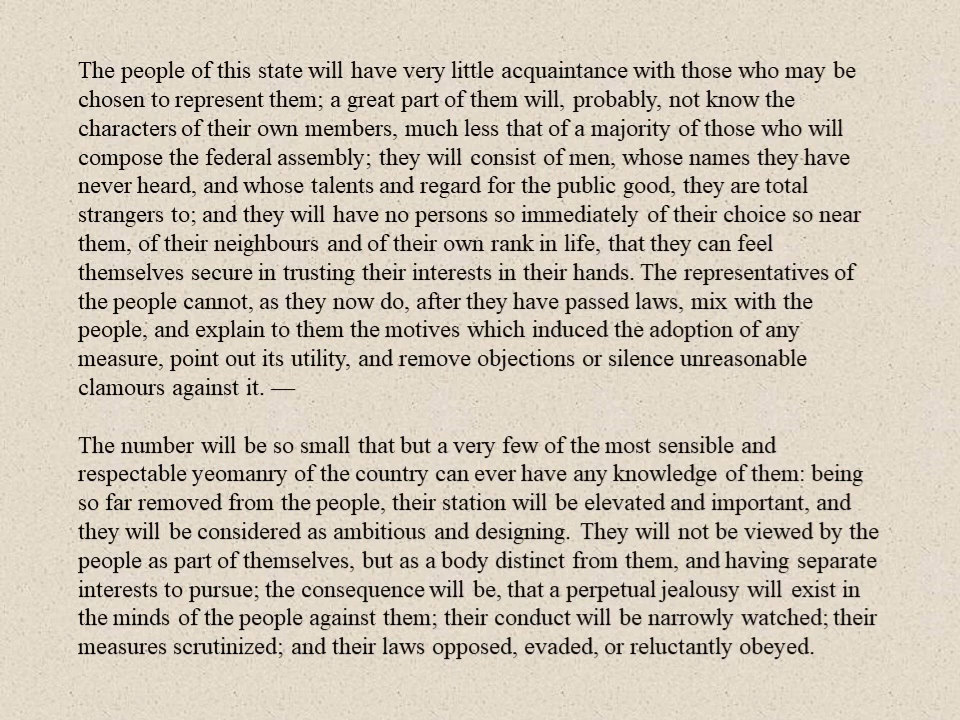 The people of this state will have very little acquaintance with those who may be
chosen to represent them; a great part of them will, probably, not know the
characters of their own members, much less that of a majority of those who will
compose the federal assembly; they will consist of men, whose names they have
never heard, and whose talents and regard for the public good, they are total
strangers to; and they will have no persons so immediately of their choice so near
them, of their neighbours and of their own rank in life, that they can feel
themselves secure in trusting their interests in their hands. The representatives of
the people cannot, as they now do, after they have passed laws, mix with the
people, and explain to them the motives which induced the adoption of any
measure, point out its utility, and remove objections or silence unreasonable
clamours against it. —
The number will be so small that but a very few of the most sensible and
respectable yeomanry of the country can ever have any knowledge of them: being
so far removed from the people, their station will be elevated and important, and
they will be considered as ambitious and designing. They will not be viewed by the
people as part of themselves, but as a body distinct from them, and having separate
interests to pursue; the consequence will be, that a perpetual jealousy will exist in
the minds of the people against them; their conduct will be narrowly watched; their
measures scrutinized; and their laws opposed, evaded, or reluctantly obeyed.